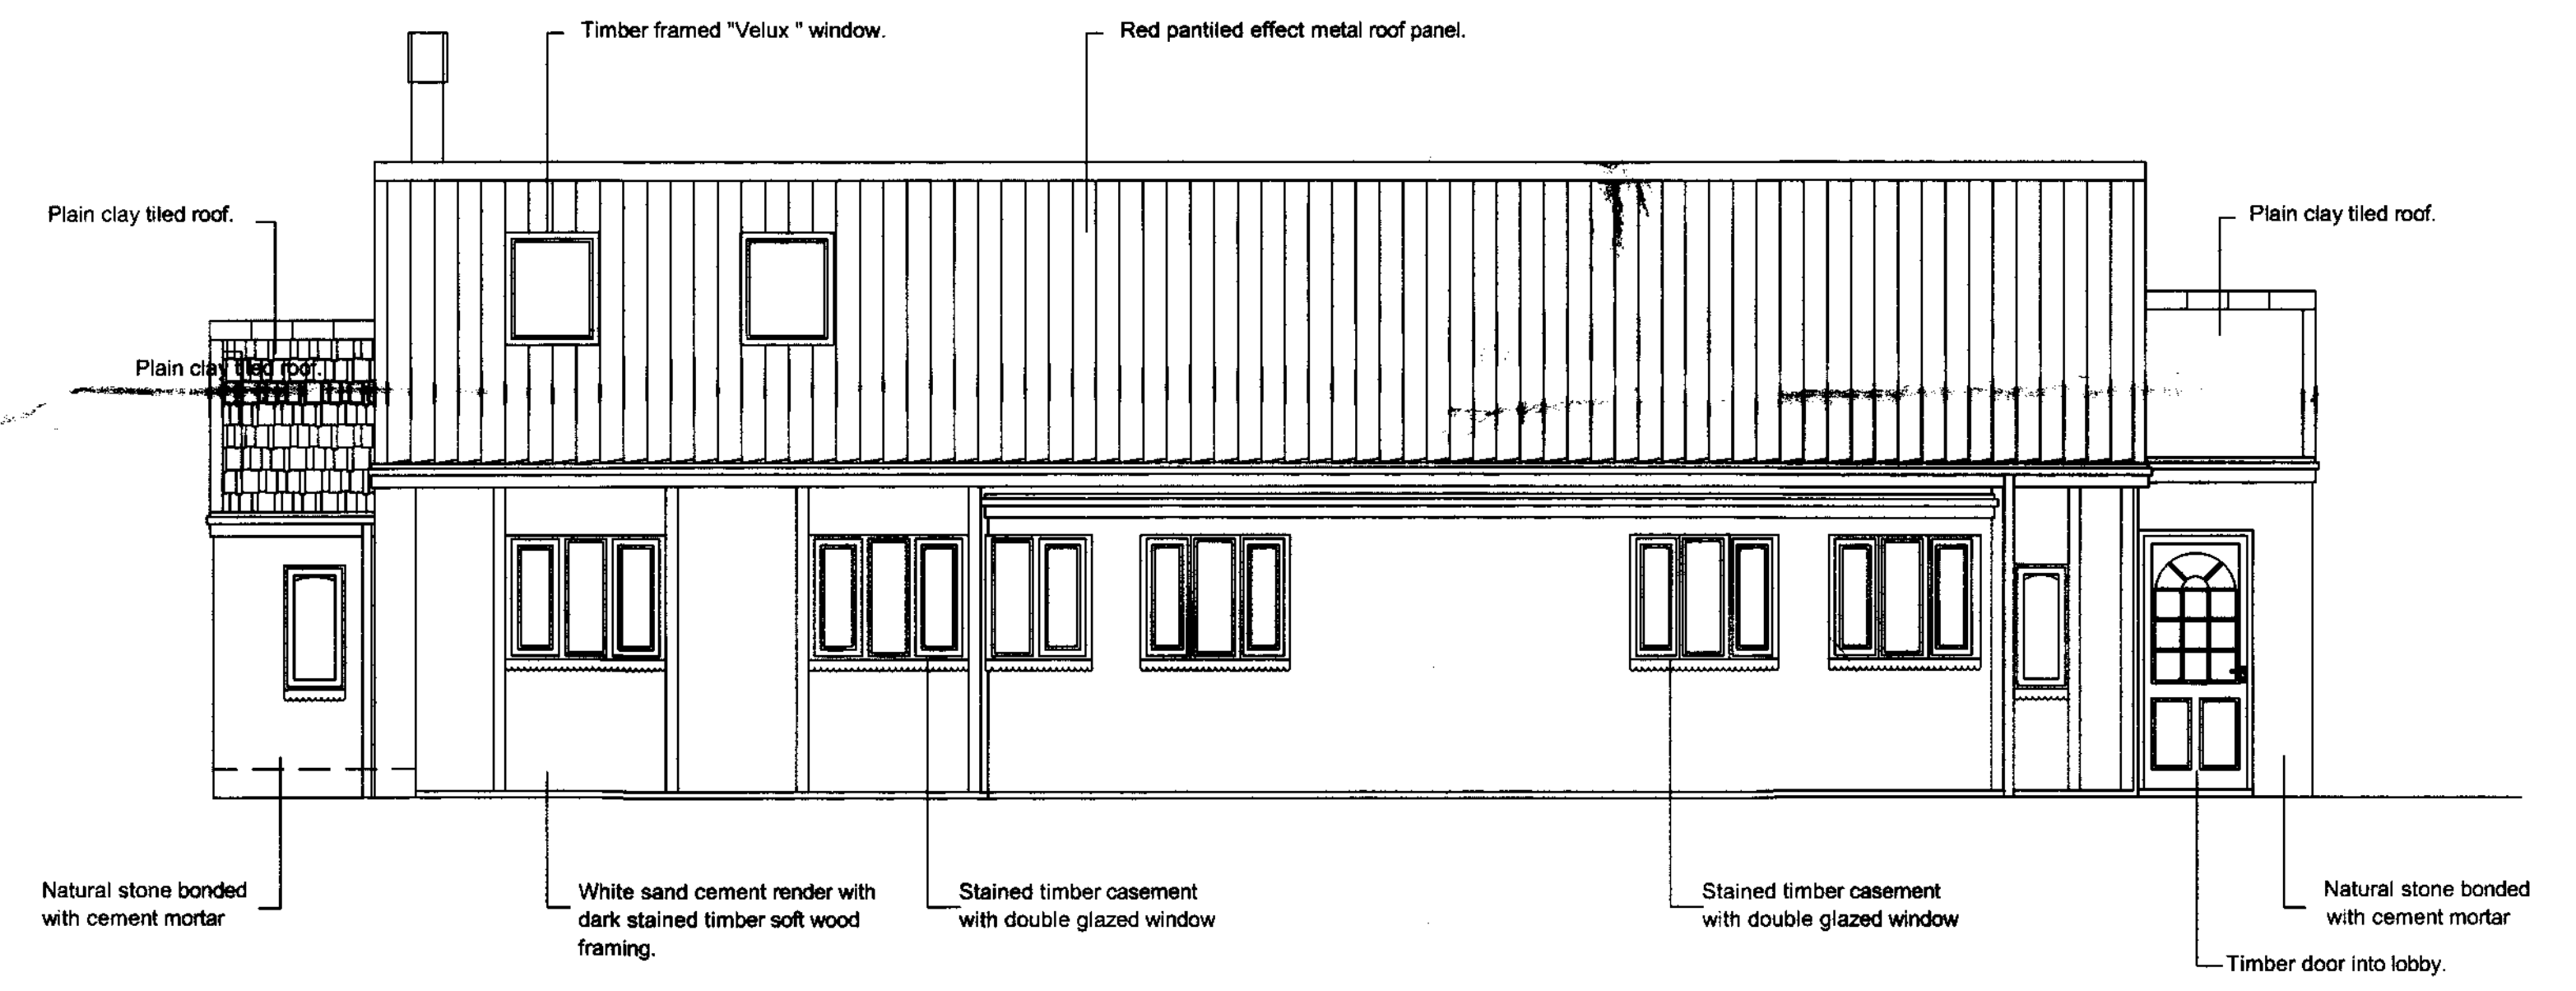 Timber framed "Velux " window.
Red pantiled effect metal roof panel.
Plain clay tiled roof.
Plain clay tiled roof.
Plain clay tiled roof.
Natural stone bonded
with cement mortar
White sand cement render with
dark stained timber soft wood
framing.
Stained timber casement
with double glazed window
Stained timber casement
with double glazed window
Natural stone bonded
with cement mortar
Timber door into lobby.